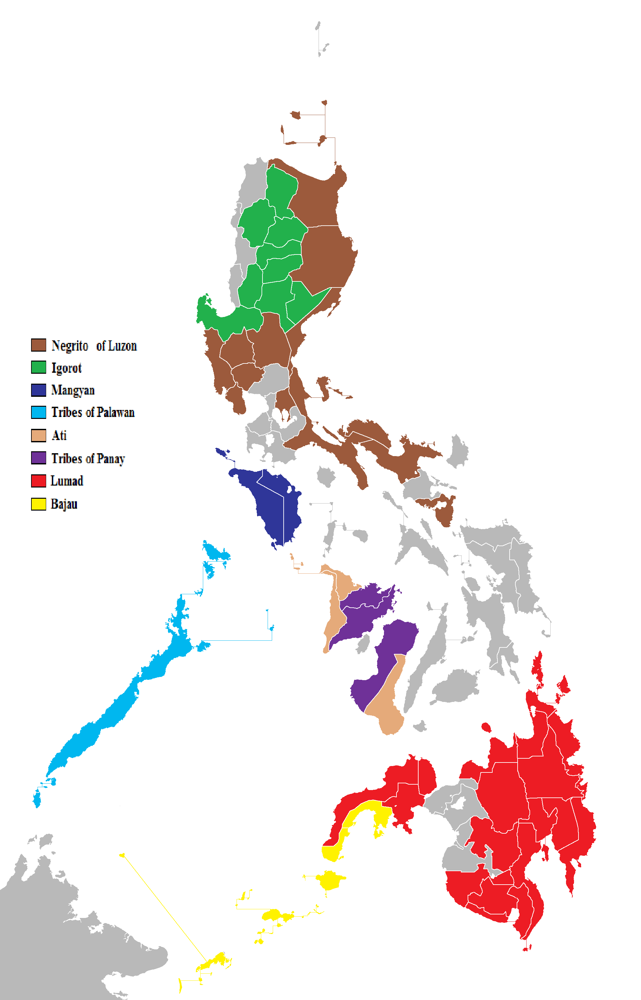 Negrito of Luzon
Igorot
Mangyan
Tribes of Palawan
Ati
Tribes of Panay
Lumad
Bajau